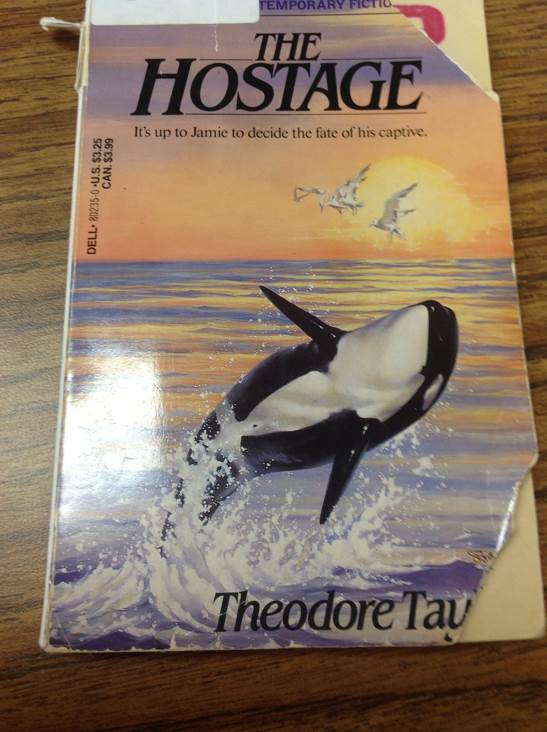 TEMPORARY FICTIO
THE
HOSTAGE
It's up to Jamie to decide the fate of his captive.
DELL • 80235-0 • U.S. $3.25
CAN. $3.99
Theodore Tay